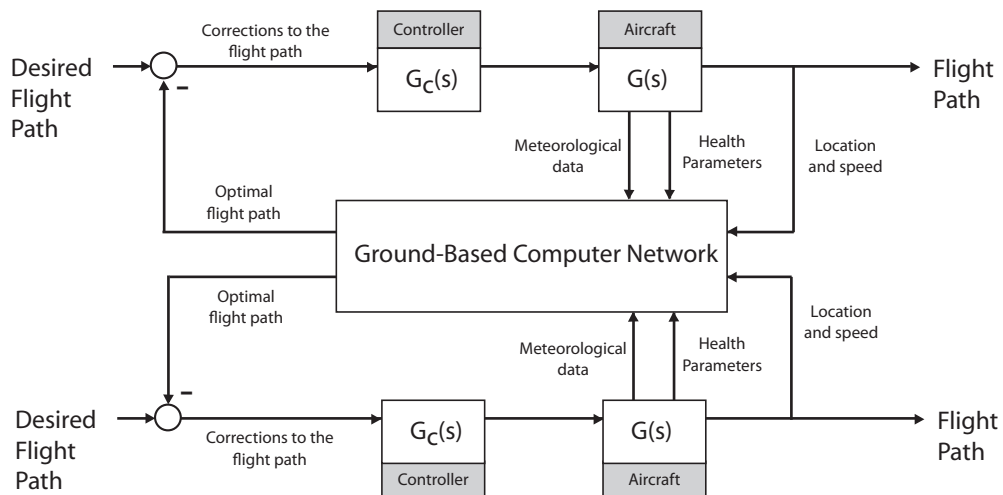 Corrections to the
flight path
Controller
Aircraft
Desired
Flight
Path
G_C(s)
G(s)
Flight
Path
–
Meteorological
data
Health
Parameters
Location
and speed
Optimal
flight path
Ground-Based Computer Network
Optimal
flight path
Location
and speed
Meteorological
data
Health
Parameters
–
Desired
Flight
Path
Corrections to the
flight path
G_C(s)
G(s)
Flight
Path
Controller
Aircraft